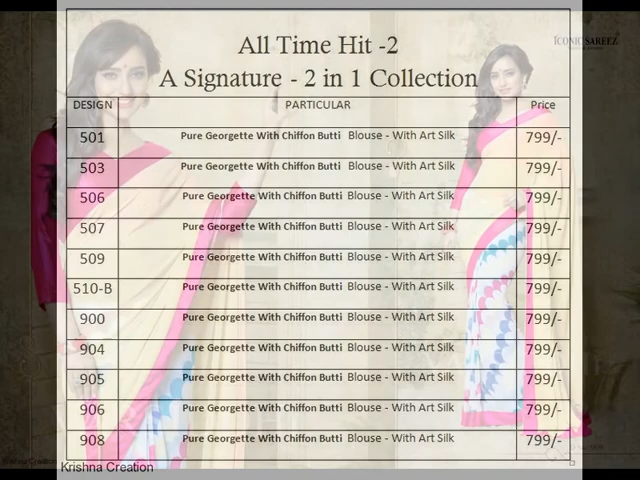 All Time Hit -2
ICONIC SAREEZ
A Signature - 2 in 1 Collection
DESIGN PARTICULAR Price
501 Pure Georgette With Chiffon Butti Blouse - With Art Silk 799/-
503 Pure Georgette With Chiffon Butti Blouse - With Art Silk 799/-
506 Pure Georgette With Chiffon Butti Blouse - With Art Silk 799/-
507 Pure Georgette With Chiffon Butti Blouse - With Art Silk 799/-
509 Pure Georgette With Chiffon Butti Blouse - With Art Silk 799/-
510-B Pure Georgette With Chiffon Butti Blouse - With Art Silk 799/-
900 Pure Georgette With Chiffon Butti Blouse - With Art Silk 799/-
904 Pure Georgette With Chiffon Butti Blouse - With Art Silk 799/-
905 Pure Georgette With Chiffon Butti Blouse - With Art Silk 799/-
906 Pure Georgette With Chiffon Butti Blouse - With Art Silk 799/-
908 Pure Georgette With Chiffon Butti Blouse - With Art Silk 799/-
Krishna Creation
Krishna Creation